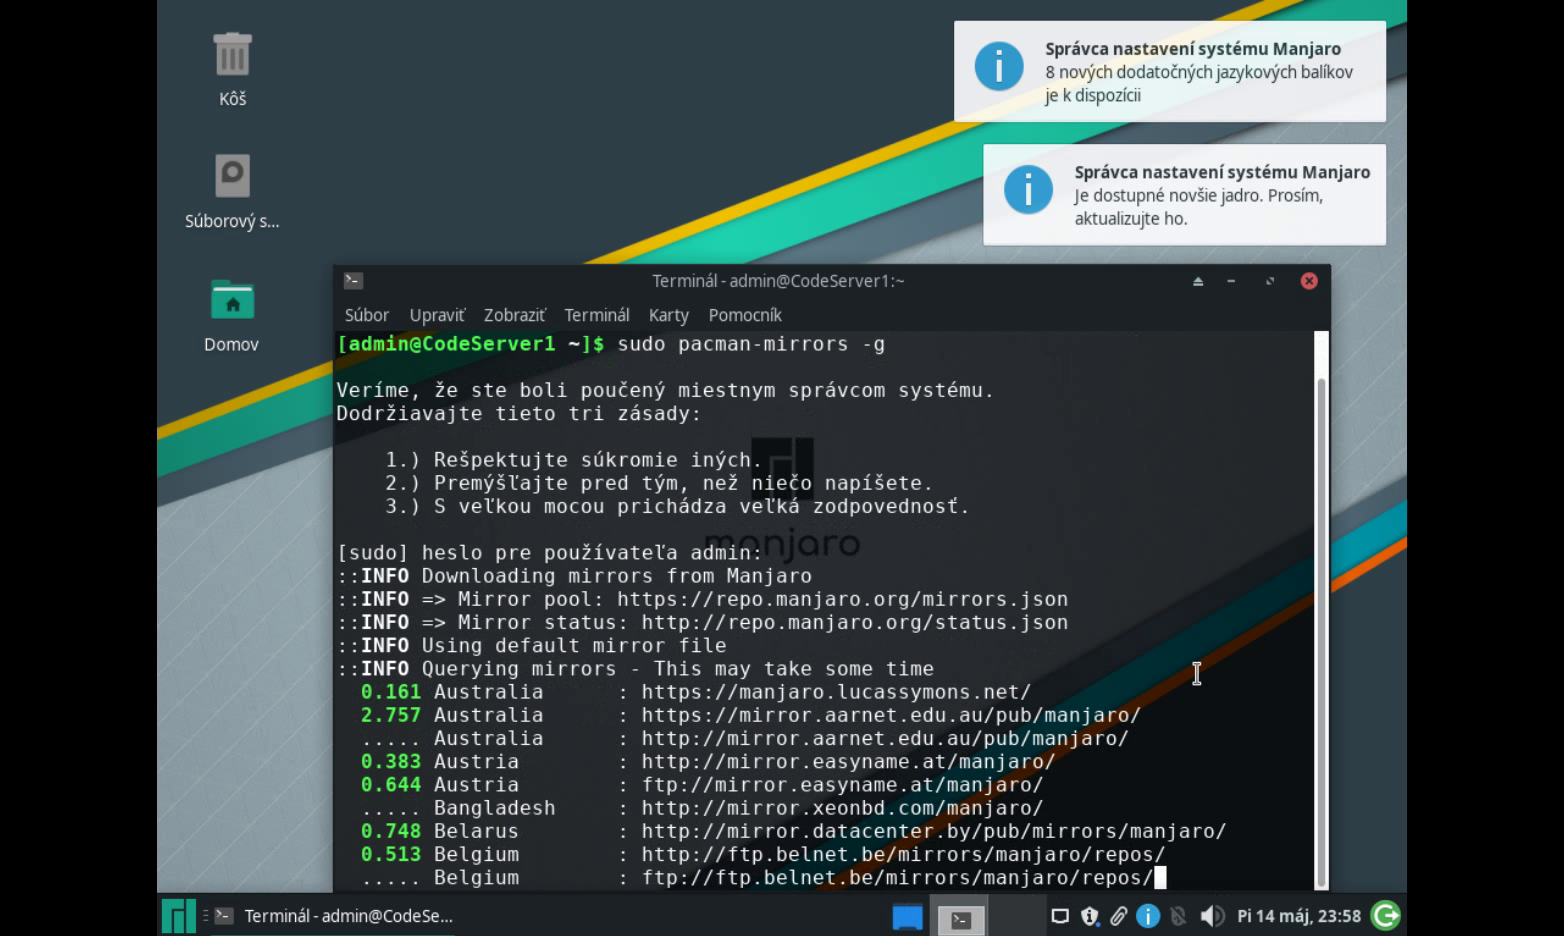 Kôš
Súborový s...
Domov
Správca nastavení systému Manjaro
8 nových dodatočných jazykových balíkov
je k dispozícii
Správca nastavení systému Manjaro
Je dostupné novšie jadro. Prosím,
aktualizujte ho.
Terminál - admin@CodeServer1:~
Súbor Upraviť Zobraziť Terminál Karty Pomocník
[admin@CodeServer1 ~]$ sudo pacman-mirrors -g
Veríme, že ste boli poučený miestnym správcom systému.
Dodržiavajte tieto tri zásady:
1.) Rešpektujte súkromie iných.
2.) Premýšľajte pred tým, než niečo napíšete.
3.) S veľkou mocou prichádza veľká zodpovednosť.
manjaro
[sudo] heslo pre používateľa admin:
::INFO Downloading mirrors from Manjaro
::INFO => Mirror pool: https://repo.manjaro.org/mirrors.json
::INFO => Mirror status: http://repo.manjaro.org/status.json
::INFO Using default mirror file
::INFO Querying mirrors - This may take some time
0.161 Australia : https://manjaro.lucassymons.net/
2.757 Australia : https://mirror.aarnet.edu.au/pub/manjaro/
..... Australia : http://mirror.aarnet.edu.au/pub/manjaro/
0.383 Austria : http://mirror.easyname.at/manjaro/
0.644 Austria : ftp://mirror.easyname.at/manjaro/
..... Bangladesh : http://mirror.xeonbd.com/manjaro/
0.748 Belarus : http://mirror.datacenter.by/pub/mirrors/manjaro/
0.513 Belgium : http://ftp.belnet.be/mirrors/manjaro/repos/
..... Belgium : ftp://ftp.belnet.be/mirrors/manjaro/repos/
Terminál - admin@CodeSe...
Pi 14 máj, 23:58